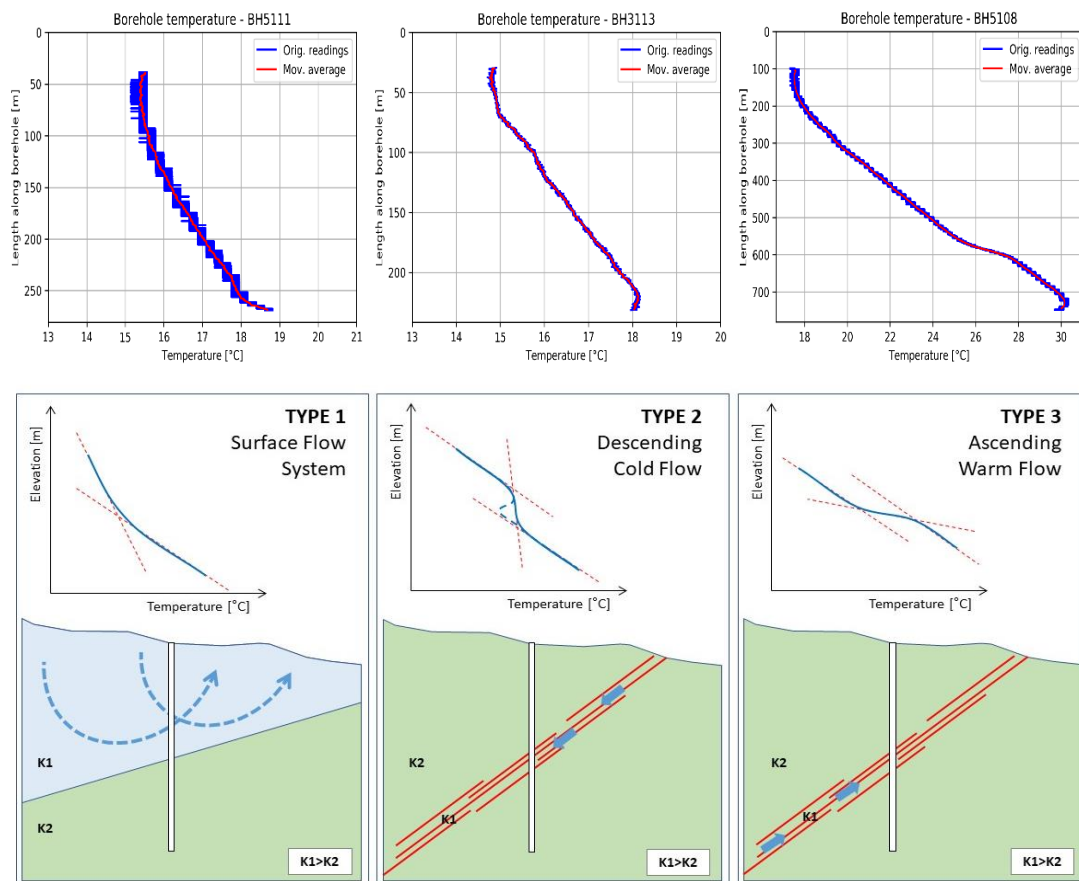 Borehole temperature - BH5111
Orig. readings
Mov. average
0
50
100
150
200
250
Length along borehole [m]
13 14 15 16 17 18 19 20 21
Temperature [°C]
Borehole temperature - BH3113
Orig. readings
Mov. average
0
50
100
150
200
Length along borehole [m]
13 14 15 16 17 18 19 20
Temperature [°C]
Borehole temperature - BH5108
Orig. readings
Mov. average
0
100
200
300
400
500
600
700
Length along borehole [m]
18 20 22 24 26 28 30
Temperature [°C]
TYPE 1
Surface Flow
System
Elevation [m]
Temperature [°C]
K1
K2
K1>K2
TYPE 2
Descending
Cold Flow
Elevation [m]
Temperature [°C]
K2
K1
K1>K2
TYPE 3
Ascending
Warm Flow
Elevation [m]
Temperature [°C]
K2
K1
K1>K2